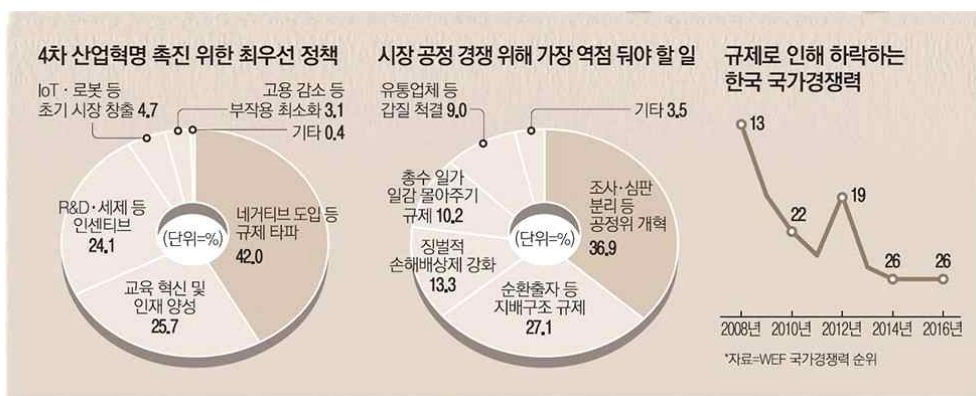 4차 산업혁명 촉진 위한 최우선 정책
IoT·로봇 등
초기 시장 창출 4.7
고용 감소 등
부작용 최소화 3.1
기타 0.4
R&D·세제 등
인센티브
24.1
(단위=%)
네거티브 도입 등
규제 타파
42.0
교육 혁신 및
인재 양성
25.7
시장 공정 경쟁 위해 가장 역점 둬야 할 일
유통업체 등
갑질 척결 9.0
기타 3.5
총수 일가
일감 몰아주기
규제 10.2
조사·심판
분리 등
공정위 개혁
36.9
(단위=%)
징벌적
손해배상제 강화
13.3
순환출자 등
지배구조 규제
27.1
규제로 인해 하락하는
한국 국가경쟁력
13
19
22
26
26
2008년 2010년 2012년 2014년 2016년
*자료=WEF 국가경쟁력 순위